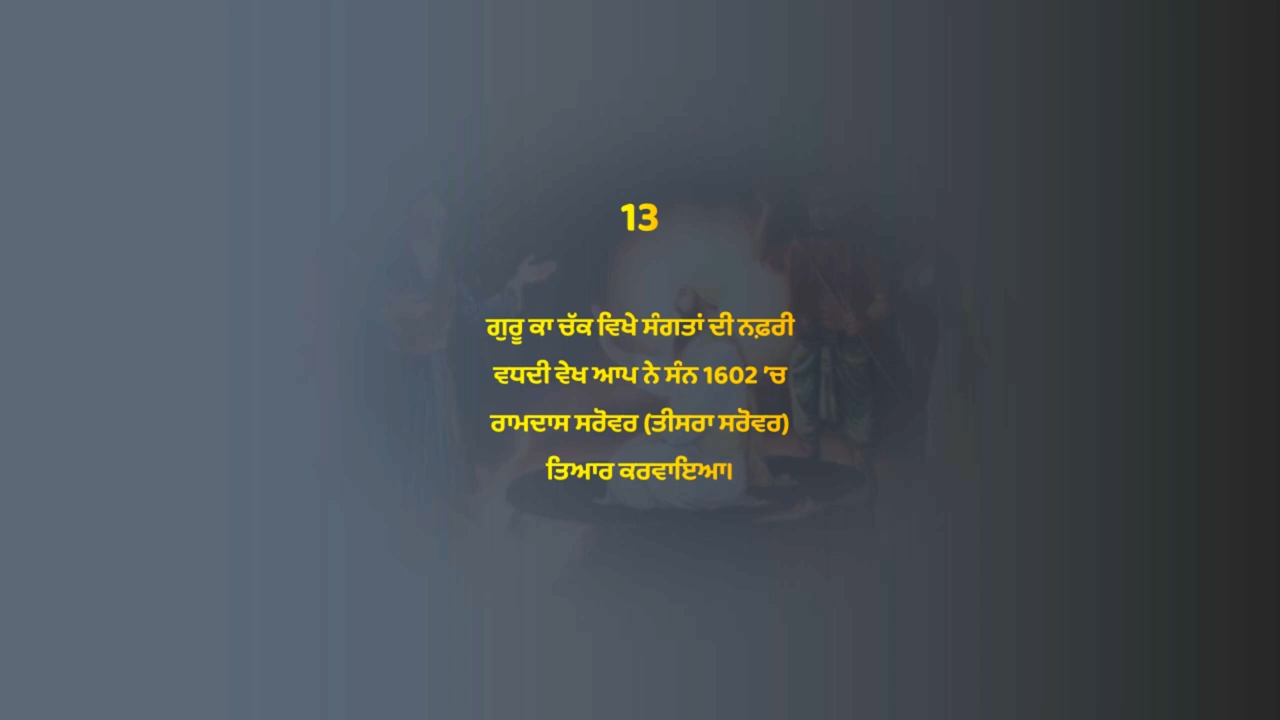 13
ਗੁਰੂ ਕਾ ਚੱਕ ਵਿਖੇ ਸੰਗਤਾਂ ਦੀ ਨਫ਼ਰੀ
ਵਧਦੀ ਵੇਖ ਆਪ ਨੇ ਸੰਨ 1602 ’ਚ
ਰਾਮਦਾਸ ਸਰੋਵਰ (ਤੀਸਰਾ ਸਰੋਵਰ)
ਤਿਆਰ ਕਰਵਾਇਆ।